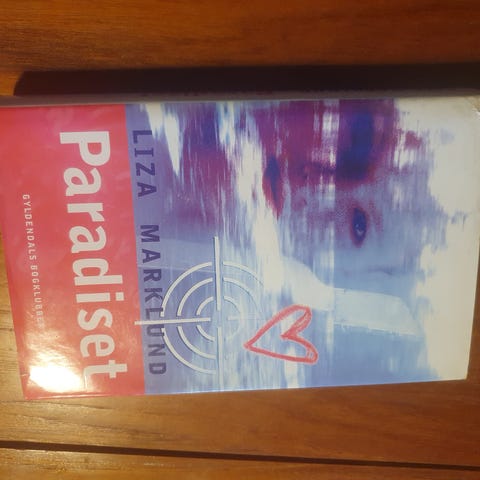 LIZA MARKLUND
Paradiset
GYLDENDALS BOGKLUBBER